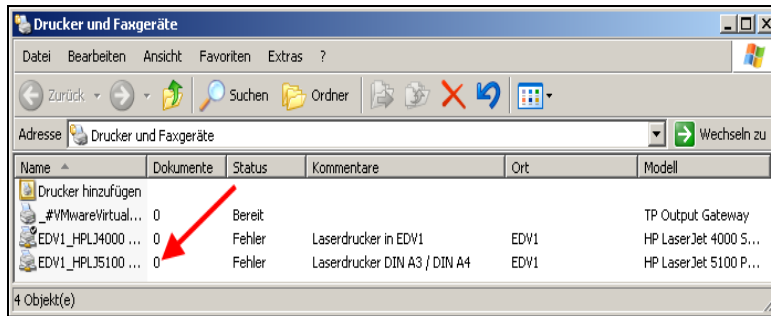 Drucker und Faxgeräte
Datei Bearbeiten Ansicht Favoriten Extras ?
Zurück Suchen Ordner
Adresse Drucker und Faxgeräte Wechseln zu
Name Dokumente Status Kommentare Ort Modell
Drucker hinzufügen
_#VMwareVirtual... 0 Bereit TP Output Gateway
EDV1_HPLJ4000 ... 0 Fehler Laserdrucker in EDV1 EDV1 HP LaserJet 4000 S...
EDV1_HPLJ5100 ... 0 Fehler Laserdrucker DIN A3 / DIN A4 EDV1 HP LaserJet 5100 P...
4 Objekt(e)